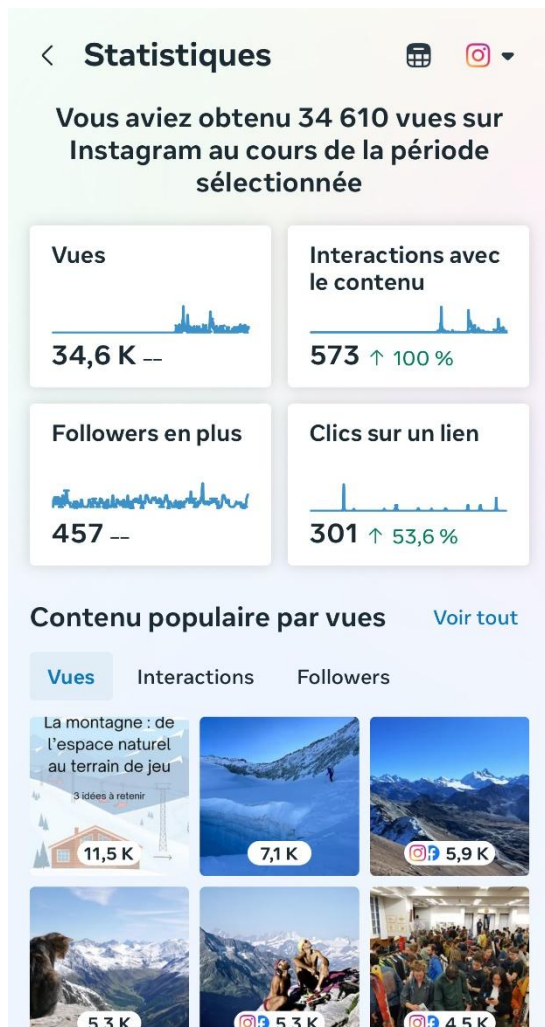 Statistiques
Vous aviez obtenu 34 610 vues sur
Instagram au cours de la période
sélectionnée
Vues
34,6 K --
Interactions avec
le contenu
573 ↑ 100 %
Followers en plus
457 --
Clics sur un lien
301 ↑ 53,6 %
Contenu populaire par vues
Voir tout
Vues
Interactions
Followers
La montagne : de
l'espace naturel
au terrain de jeu
3 idées à retenir
11,5 K
7,1 K
5,9 K
5,3 K
5,3 K
4,5 K